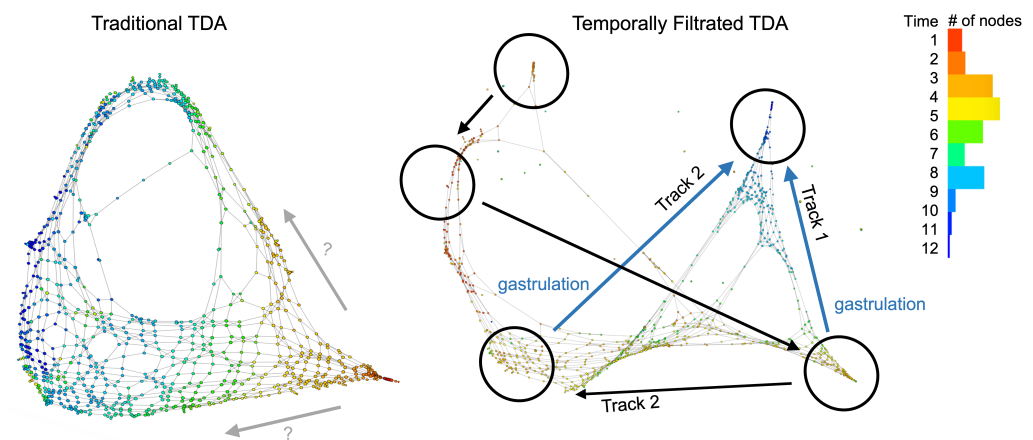 Traditional TDA
?
?
Temporally Filtrated TDA
Track 2
Track 1
gastrulation
gastrulation
Track 2
Time # of nodes
1
2
3
4
5
6
7
8
9
10
11
12